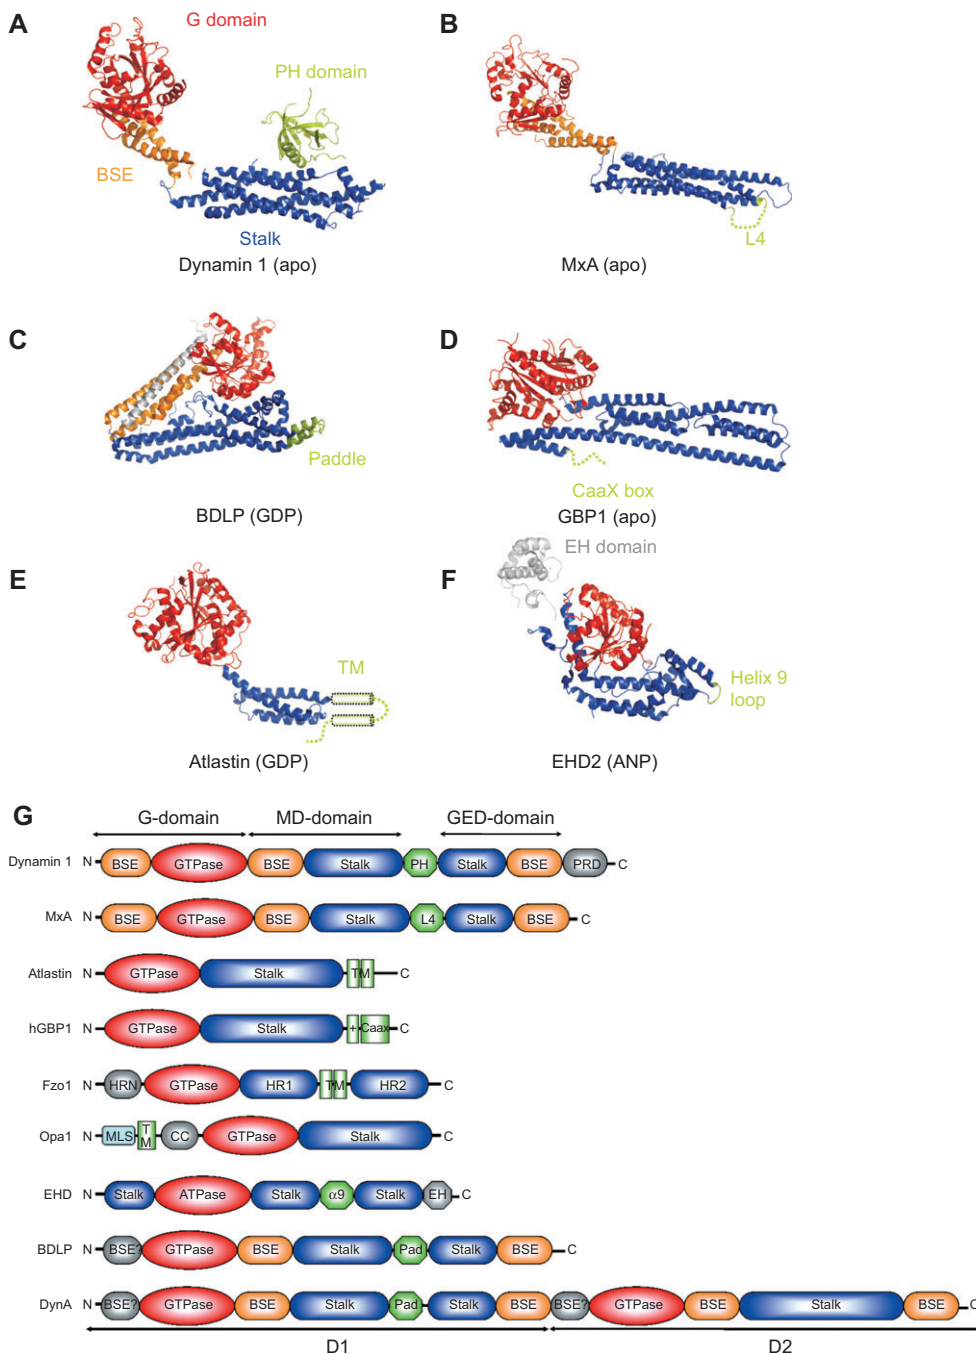 A
G domain
PH domain
BSE
Stalk
Dynamin 1 (apo)
B
L4
MxA (apo)
C
Paddle
BDLP (GDP)
D
CaaX box
GBP1 (apo)
E
TM
Atlastin (GDP)
EH domain
F
Helix 9
loop
EHD2 (ANP)
G
G-domain MD-domain GED-domain
Dynamin 1 N BSE GTPase BSE Stalk PH Stalk BSE PRD C
MxA N BSE GTPase BSE Stalk L4 Stalk BSE C
Atlastin N GTPase Stalk TM C
hGBP1 N GTPase Stalk + Caax C
Fzo1 N HRN GTPase HR1 TM HR2 C
Opa1 N MLS TM CC GTPase Stalk C
EHD N Stalk ATPase Stalk α9 Stalk EH C
BDLP N BSE? GTPase BSE Stalk Pad Stalk BSE C
DynA N BSE? GTPase BSE Stalk Pad Stalk BSE BSE? GTPase BSE Stalk BSE C
D1 D2